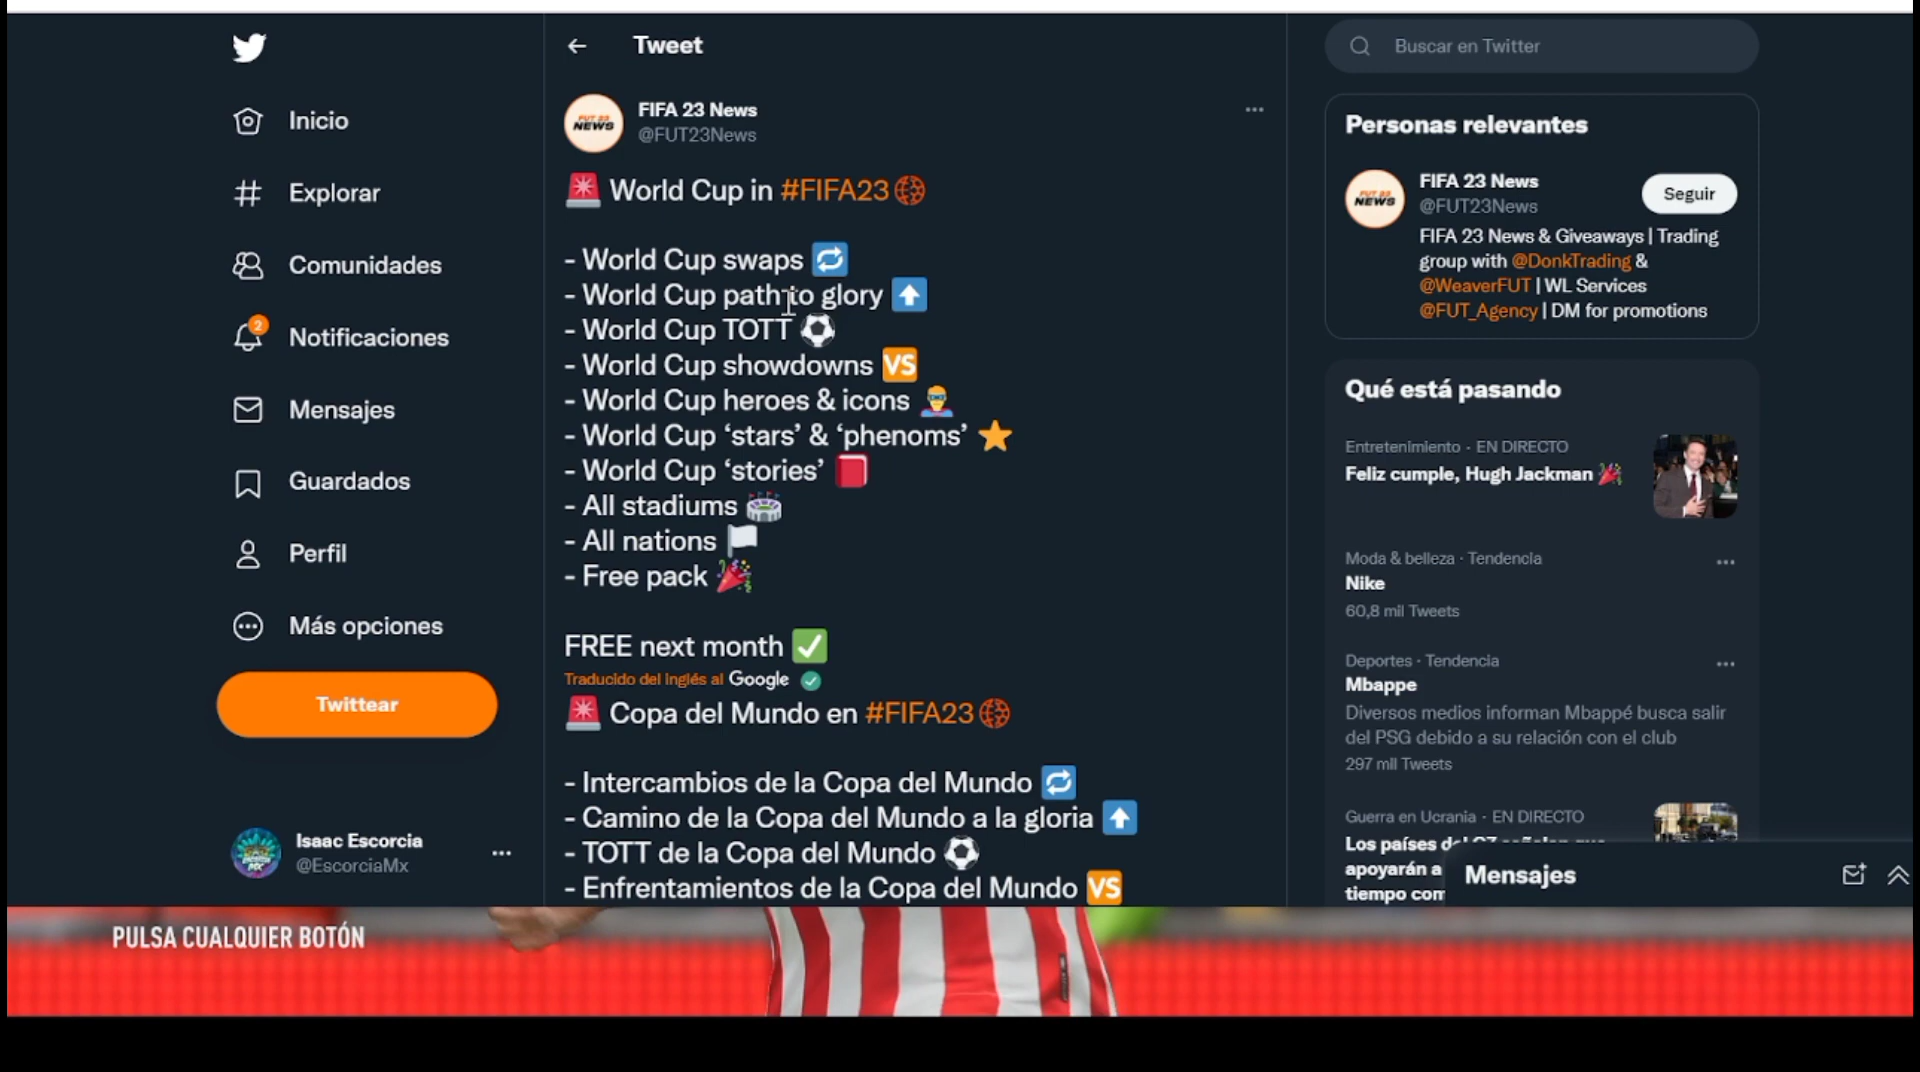 Inicio
Explorar
Comunidades
2
Notificaciones
Mensajes
Guardados
Perfil
Más opciones
Twittear
Isaac Escorcia
@EscorciaMx
Tweet
FUT 23
NEWS
FIFA 23 News
@FUT23News
World Cup in #FIFA23
- World Cup swaps
- World Cup path to glory
- World Cup TOTT
- World Cup showdowns VS
- World Cup heroes & icons
- World Cup ‘stars’ & ‘phenoms’
- World Cup ‘stories’
- All stadiums
- All nations
- Free pack
FREE next month
Traducido del inglés al Google
Copa del Mundo en #FIFA23
- Intercambios de la Copa del Mundo
- Camino de la Copa del Mundo a la gloria
- TOTT de la Copa del Mundo
- Enfrentamientos de la Copa del Mundo VS
Buscar en Twitter
Personas relevantes
FUT 23
NEWS
FIFA 23 News
@FUT23News
Seguir
FIFA 23 News & Giveaways | Trading
group with @DonkTrading &
@WeaverFUT | WL Services
@FUT_Agency | DM for promotions
Qué está pasando
Entretenimiento · EN DIRECTO
Feliz cumple, Hugh Jackman
Moda & belleza · Tendencia
Nike
60,8 mil Tweets
Deportes · Tendencia
Mbappe
Diversos medios informan Mbappé busca salir
del PSG debido a su relación con el club
297 mil Tweets
Guerra en Ucrania · EN DIRECTO
Los países
apoyarán a
tiempo com
Mensajes
PULSA CUALQUIER BOTÓN